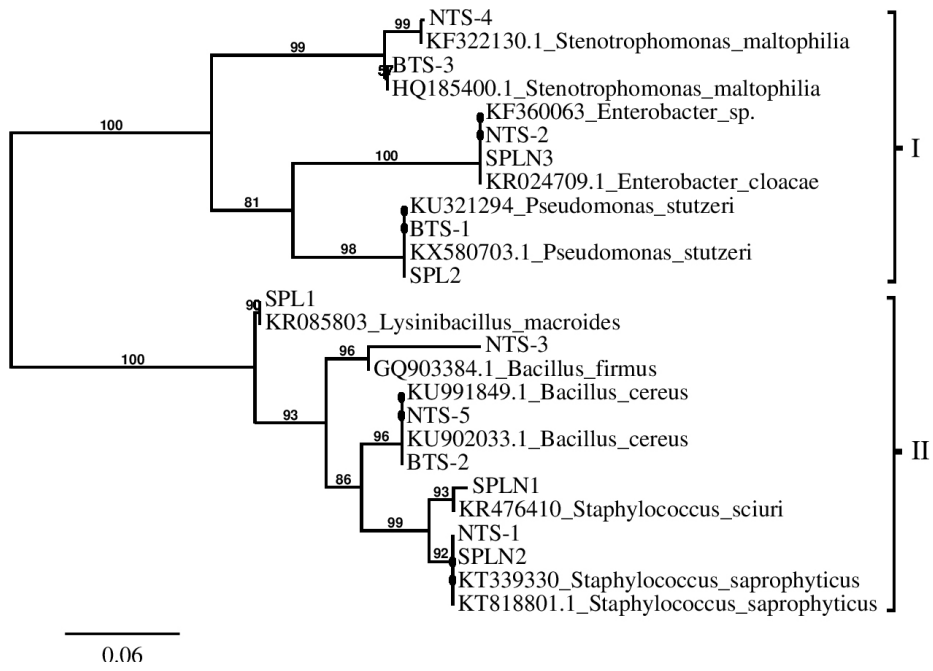 99
NTS-4
KF322130.1_Stenotrophomonas_maltophilia
99
BTS-3
HQ185400.1_Stenotrophomonas_maltophilia
KF360063_Enterobacter_sp.
100
NTS-2
100
SPLN3
I
KR024709.1_Enterobacter_cloacae
81
KU321294_Pseudomonas_stutzeri
BTS-1
98
KX580703.1_Pseudomonas_stutzeri
SPL2
90
SPL1
KR085803_Lysinibacillus_macroides
NTS-3
96
100
GQ903384.1_Bacillus_firmus
KU991849.1_Bacillus_cereus
93
NTS-5
96
KU902033.1_Bacillus_cereus
II
BTS-2
86
SPLN1
93
KR476410_Staphylococcus_sciuri
99
NTS-1
92
SPLN2
KT339330_Staphylococcus_saprophyticus
KT818801.1_Staphylococcus_saprophyticus
0.06